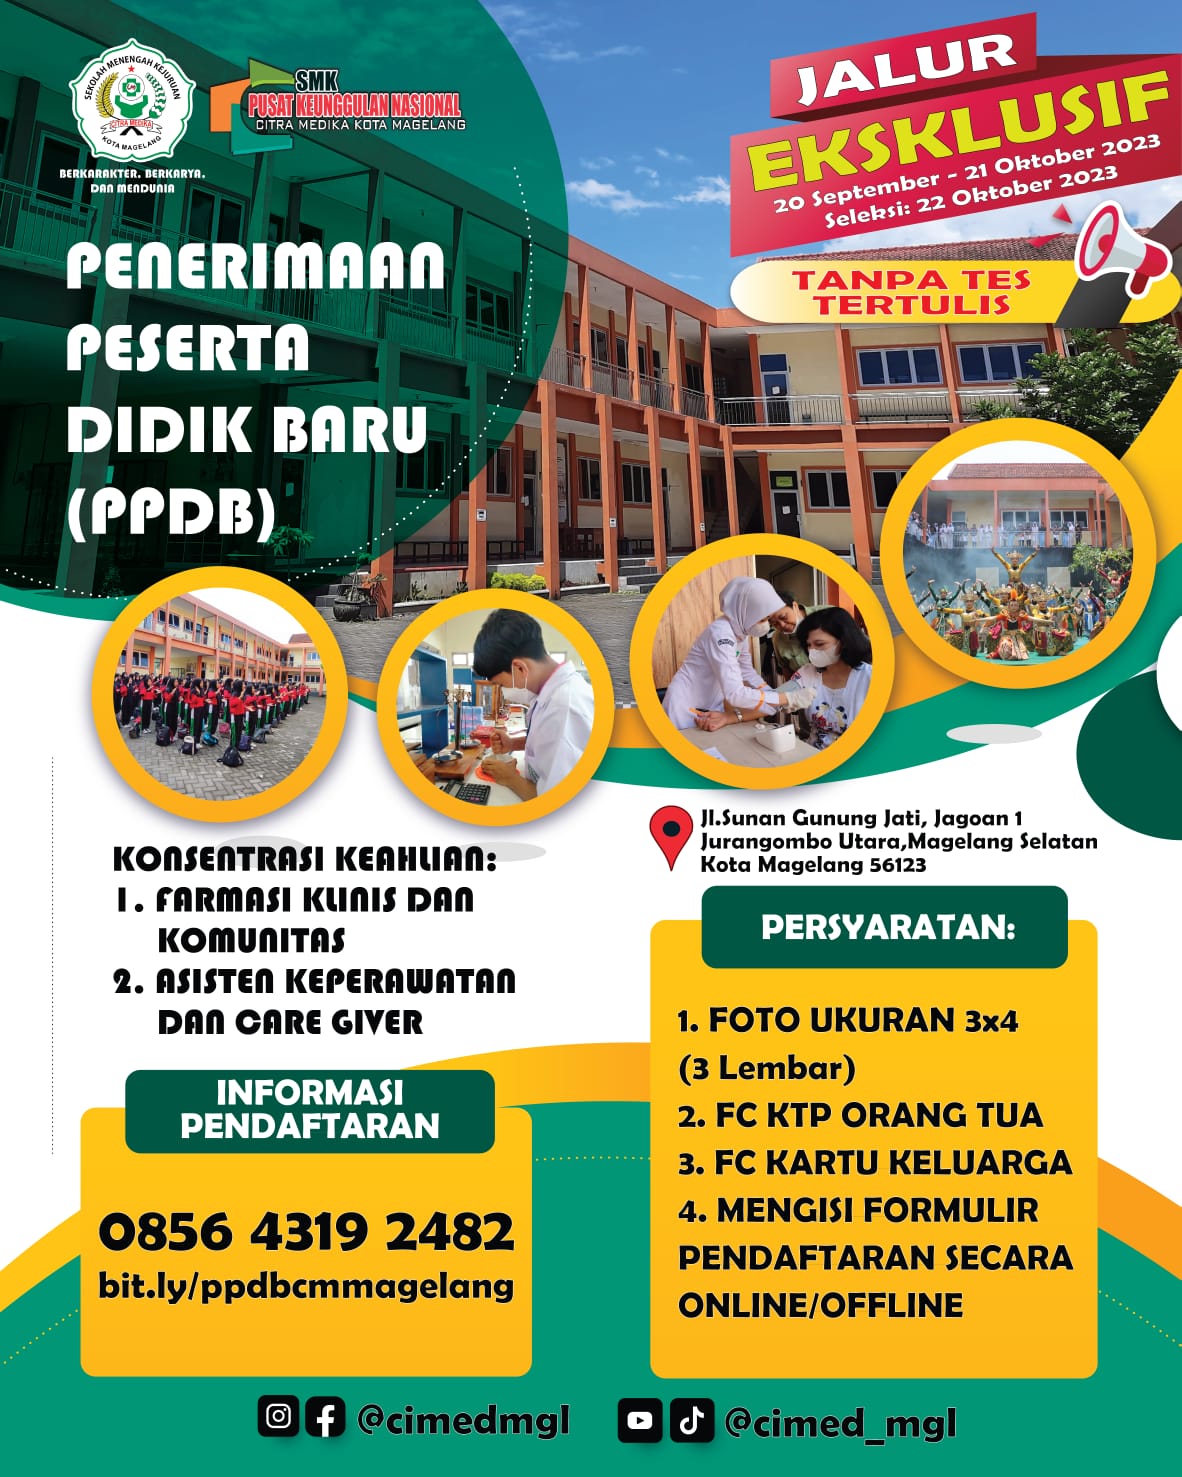 SEKOLAH MENENGAH KEJURUAN
CITRA MEDIKA
KOTA MAGELANG
BERKARAKTER, BERKARYA,
DAN MENDUNIA
SMK
PUSAT KEUNGGULAN NASIONAL
CITRA MEDIKA KOTA MAGELANG
JALUR
EKSKLUSIF
20 September - 21 Oktober 2023
Seleksi: 22 Oktober 2023
TANPA TES
TERTULIS
PENERIMAAN
PESERTA
DIDIK BARU
(PPDB)
Jl.Sunan Gunung Jati, Jagoan 1
Jurangombo Utara,Magelang Selatan
Kota Magelang 56123
KONSENTRASI KEAHLIAN:
1. FARMASI KLINIS DAN
KOMUNITAS
2. ASISTEN KEPERAWATAN
DAN CARE GIVER
INFORMASI
PENDAFTARAN
0856 4319 2482
bit.ly/ppdbcmmagelang
PERSYARATAN:
1. FOTO UKURAN 3x4
(3 Lembar)
2. FC KTP ORANG TUA
3. FC KARTU KELUARGA
4. MENGISI FORMULIR
PENDAFTARAN SECARA
ONLINE/OFFLINE
@cimedmgl
@cimed_mgl